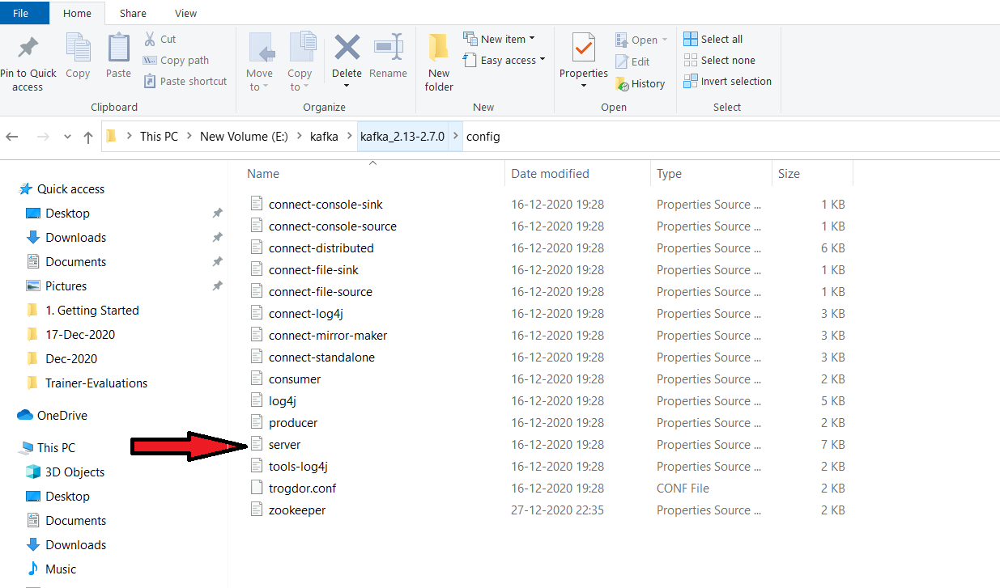 File Home Share View
Pin to Quick access
Copy
Paste
Cut
Copy path
Paste shortcut
Clipboard
Move to
Copy to
Delete
Rename
Organize
New folder
New item
Easy access
New
Properties
Open
Edit
History
Open
Select all
Select none
Invert selection
Select
This PC New Volume (E:) kafka kafka_2.13-2.7.0 config
Quick access
Desktop
Downloads
Documents
Pictures
1. Getting Started
17-Dec-2020
Dec-2020
Trainer-Evaluations
OneDrive
This PC
3D Objects
Desktop
Documents
Downloads
Music
Name Date modified Type Size
connect-console-sink 16-12-2020 19:28 Properties Source ... 1 KB
connect-console-source 16-12-2020 19:28 Properties Source ... 1 KB
connect-distributed 16-12-2020 19:28 Properties Source ... 6 KB
connect-file-sink 16-12-2020 19:28 Properties Source ... 1 KB
connect-file-source 16-12-2020 19:28 Properties Source ... 1 KB
connect-log4j 16-12-2020 19:28 Properties Source ... 3 KB
connect-mirror-maker 16-12-2020 19:28 Properties Source ... 3 KB
connect-standalone 16-12-2020 19:28 Properties Source ... 3 KB
consumer 16-12-2020 19:28 Properties Source ... 2 KB
log4j 16-12-2020 19:28 Properties Source ... 5 KB
producer 16-12-2020 19:28 Properties Source ... 2 KB
server 16-12-2020 19:28 Properties Source ... 7 KB
tools-log4j 16-12-2020 19:28 Properties Source ... 2 KB
trogdor.conf 16-12-2020 19:28 CONF File 2 KB
zookeeper 27-12-2020 22:35 Properties Source ... 2 KB